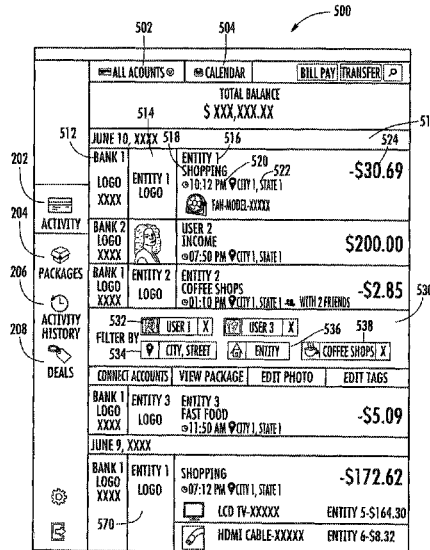 500
502
504
ALL ACOUNTS
CALENDAR
BILL PAY
TRANSFER
TOTAL BALANCE
$ XXX,XXX.XX
514
516
512
JUNE 10, XXXX
518
520
522
524
202
204
206
208
ACTIVITY
PACKAGES
ACTIVITY HISTORY
DEALS
BANK 1 LOGO XXXX
ENTITY 1 LOGO
ENTITY 1
SHOPPING
10:12 PM CITY 1, STATE 1
FAN-MODEL-XXXXX
-$30.69
BANK 2 LOGO XXXX
USER 2
INCOME
07:50 PM CITY 1, STATE 1
$200.00
BANK 1 LOGO XXXX
ENTITY 2 LOGO
ENTITY 2
COFFEE SHOPS
01:10 PM CITY 1, STATE 1 WITH 2 FRIENDS
-$2.85
530
532
USER 1 X
USER 3 X
536
538
FILTER BY
534
CITY, STREET
ENTITY
COFFEE SHOPS X
CONNECT ACCOUNTS
VIEW PACKAGE
EDIT PHOTO
EDIT TAGS
BANK 1 LOGO XXXX
ENTITY 3 LOGO
ENTITY 3
FAST FOOD
11:50 AM CITY 1, STATE 1
-$5.09
JUNE 9, XXXX
BANK 1 LOGO XXXX
ENTITY 1 LOGO
SHOPPING
07:12 PM CITY 1, STATE 1
-$172.62
570
LCD TV-XXXXX
ENTITY 5-$164.30
HDMI CABLE-XXXXX
ENTITY 6-$8.32